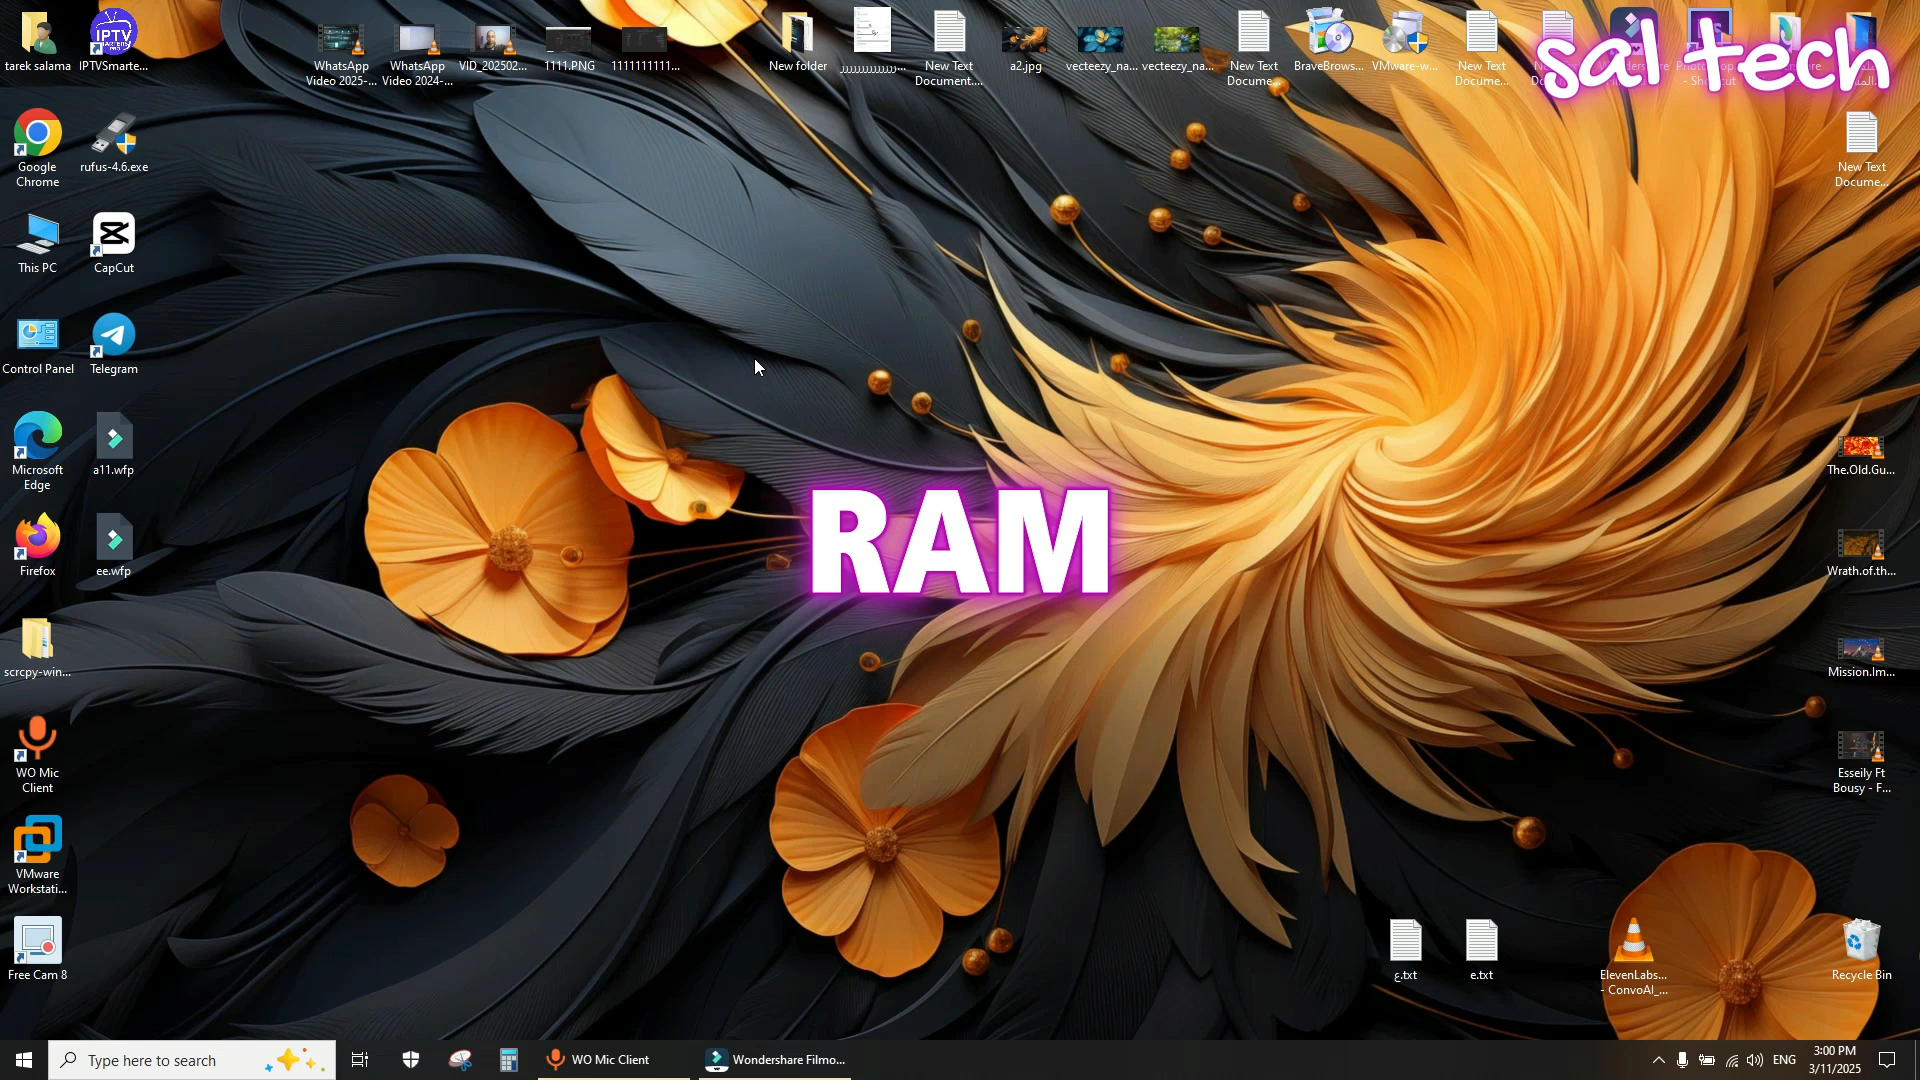 tarek salama
IPTVSmarte...
WhatsApp
Video 2025-...
WhatsApp
Video 2024-...
VID_202502...
1111.PNG
1111111111...
New folder
New Text
Document....
a2.jpg
vecteezy_na...
vecteezy_na...
New Text
Docume...
BraveBrows...
VMware-w...
New Text
Docume...
sal tech
Google
Chrome
rufus-4.6.exe
New Text
Docume...
This PC
CapCut
Control Panel
Telegram
Microsoft
Edge
a11.wfp
The.Old.Gu...
RAM
Firefox
ee.wfp
Wrath.of.th...
scrcpy-win...
Mission.Im...
WO Mic
Client
Esseily Ft
Bousy - F...
VMware
Workstati...
Free Cam 8
ع.txt
e.txt
ElevenLabs...
- ConvoAI_...
Recycle Bin
Type here to search
WO Mic Client
Wondershare Filmo...
ENG
3:00 PM
3/11/2025